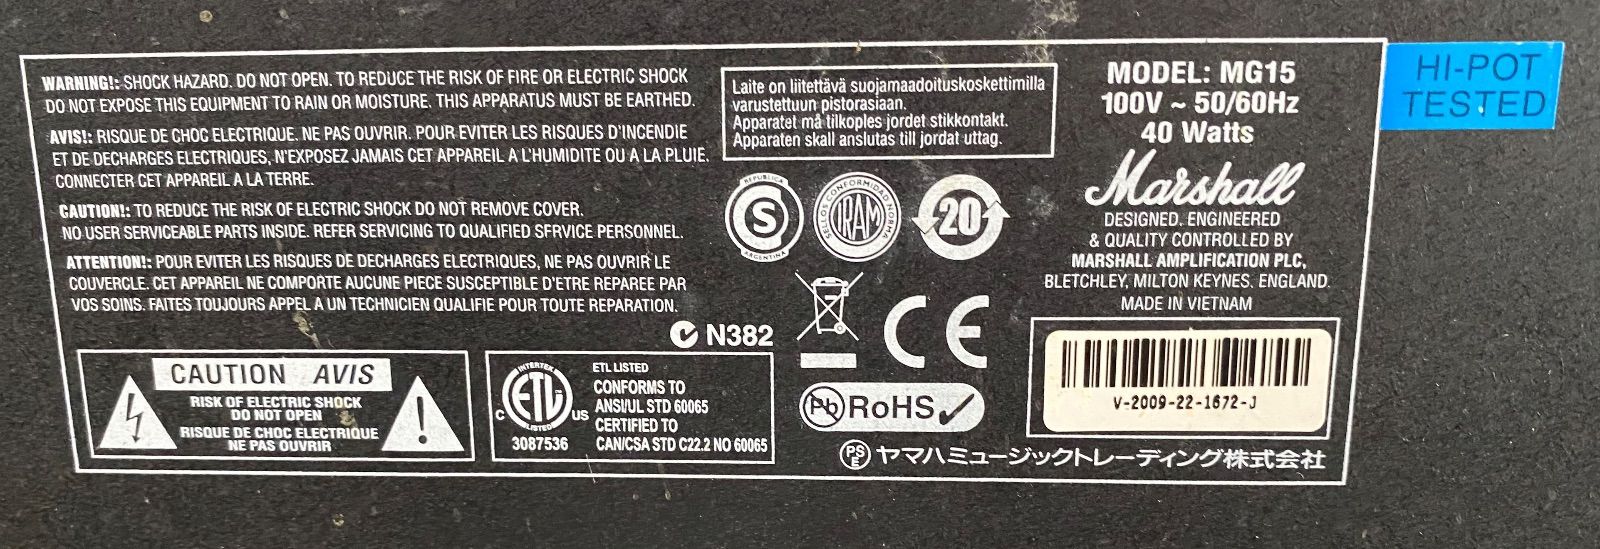 WARNING!: SHOCK HAZARD. DO NOT OPEN. TO REDUCE THE RISK OF FIRE OR ELECTRIC SHOCK
DO NOT EXPOSE THIS EQUIPMENT TO RAIN OR MOISTURE. THIS APPARATUS MUST BE EARTHED.
AVIS!: RISQUE DE CHOC ELECTRIQUE. NE PAS OUVRIR. POUR EVITER LES RISQUES D'INCENDIE
ET DE DECHARGES ELECTRIQUES, N'EXPOSEZ JAMAIS CET APPAREIL A L'HUMIDITE OU A LA PLUIE.
CONNECTER CET APPAREIL A LA TERRE.
CAUTION!: TO REDUCE THE RISK OF ELECTRIC SHOCK DO NOT REMOVE COVER.
NO USER SERVICEABLE PARTS INSIDE. REFER SERVICING TO QUALIFIED SERVICE PERSONNEL.
ATTENTION!: POUR EVITER LES RISQUES DE DECHARGES ELECTRIQUES, NE PAS OUVRIR LE
COUVERCLE. CET APPAREIL NE COMPORTE AUCUNE PIECE SUSCEPTIBLE D'ETRE REPAREE PAR
VOS SOINS. FAITES TOUJOURS APPEL A UN TECHNICIEN QUALIFIE POUR TOUTE REPARATION.
N382
CAUTION AVIS
RISK OF ELECTRIC SHOCK
DO NOT OPEN
RISQUE DE CHOC ELECTRIQUE
NE PAS OUVRIR
INTERTEK
C ETL US
LISTED
3087536
ETL LISTED
CONFORMS TO
ANSI/UL STD 60065
CERTIFIED TO
CAN/CSA STD C22.2 NO 60065
Laite on liitettävä suojamaadoituskoskettimilla
varustettuun pistorasiaan.
Apparatet må tilkoples jordet stikkontakt.
Apparaten skall anslutas till jordat uttag.
REPUBLICA
S
ARGENTINA
SELLOS CONFORMIDAD NORMA
IRAM
20
CE
Pb RoHS
PSE ヤマハミュージックトレーディング株式会社
MODEL: MG15
100V ~ 50/60Hz
40 Watts
Marshall
DESIGNED. ENGINEERED
& QUALITY CONTROLLED BY
MARSHALL AMPLIFICATION PLC,
BLETCHLEY, MILTON KEYNES. ENGLAND.
MADE IN VIETNAM
V-2009-22-1672-J
HI-POT
TESTED